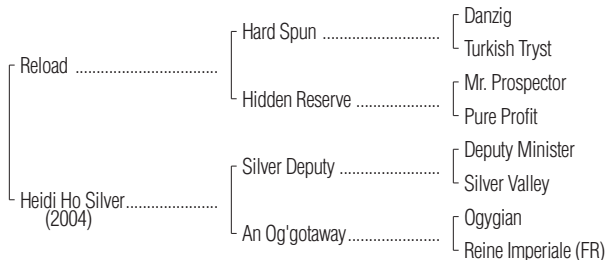 Danzig
Hard Spun ..............................
Turkish Tryst
Reload ....................................
Mr. Prospector
Hidden Reserve .....................
Pure Profit
Deputy Minister
Silver Deputy .........................
Silver Valley
Heidi Ho Silver.......................
(2004)
Ogygian
An Og'gotaway.......................
Reine Imperiale (FR)